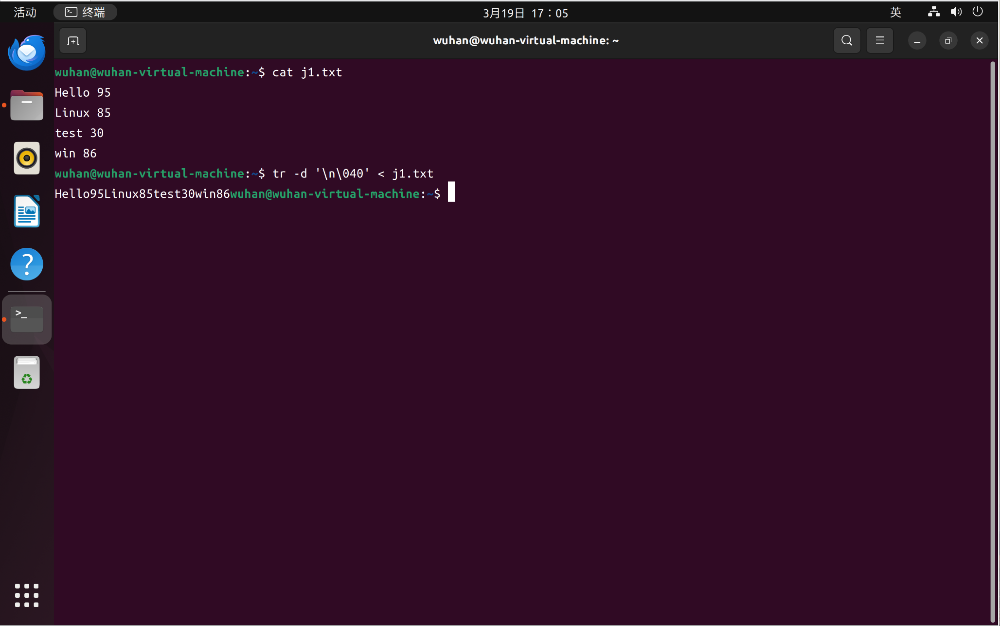 活动 终端 3月19日 17：05 英
wuhan@wuhan-virtual-machine: ~
wuhan@wuhan-virtual-machine:~$ cat j1.txt
Hello 95
Linux 85
test 30
win 86
wuhan@wuhan-virtual-machine:~$ tr -d '\n\040' < j1.txt
Hello95Linux85test30win86wuhan@wuhan-virtual-machine:~$